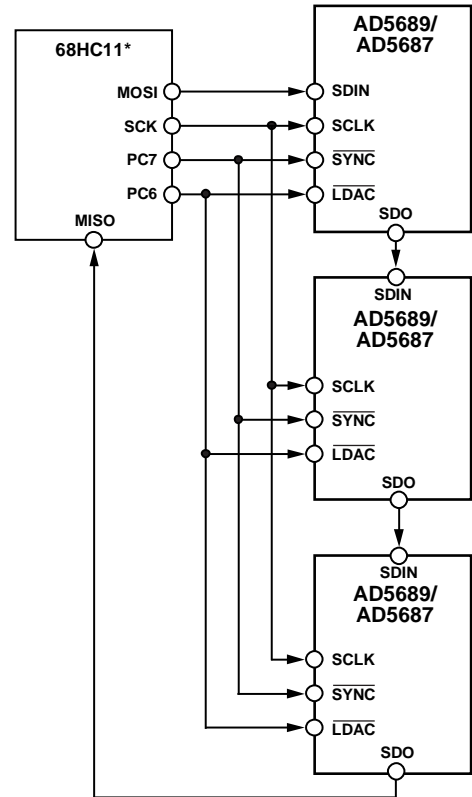 68HC11*
MOSI
SCK
PC7
PC6
MISO
AD5689/
AD5687
SDIN
SCLK
SYNC
LDAC
SDO
SDIN
AD5689/
AD5687
SCLK
SYNC
LDAC
SDO
SDIN
AD5689/
AD5687
SCLK
SYNC
LDAC
SDO